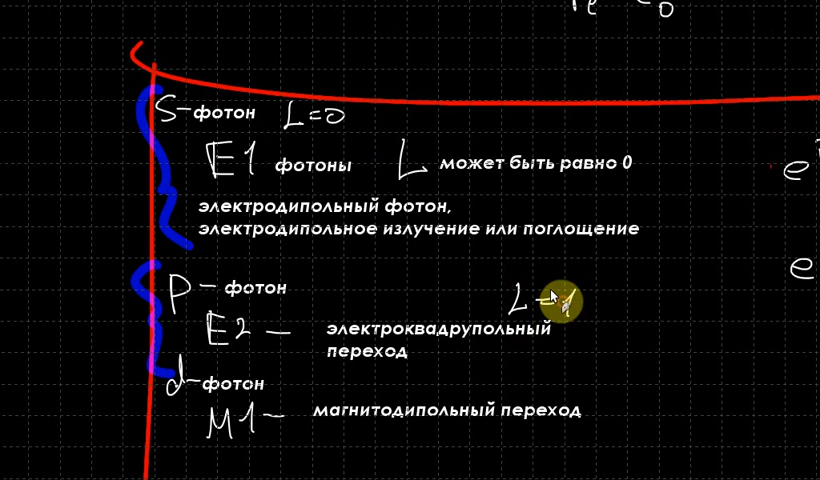 S-фотон L=0
E1 фотоны L может быть равно 0
электродипольный фотон,
электродипольное излучение или поглощение
P - фотон L=1
E2 — электроквадрупольный
переход
d-фотон
M1- магнитодипольный переход
e
e